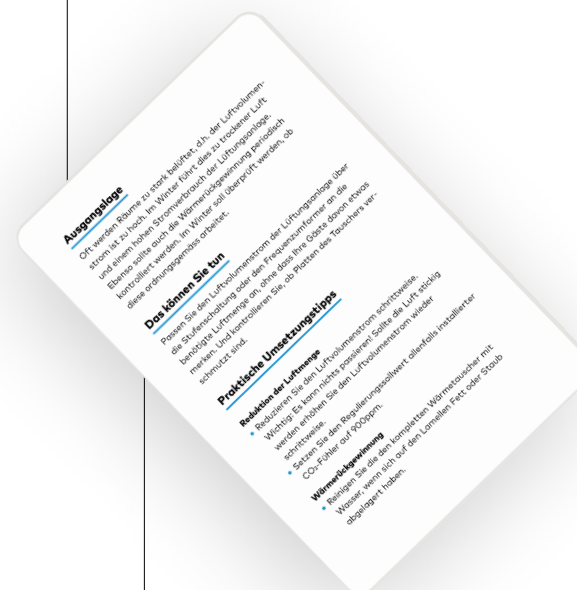 Ausgangslage
Oft werden Räume zu stark belüftet, d.h. der Luftvolumen-
strom ist zu hoch. Im Winter führt dies zu trockener Luft
und einem hohen Stromverbrauch der Lüftungsanlage.
Ebenso sollte auch die Wärmerückgewinnung periodisch
kontrolliert werden. Im Winter soll überprüft werden, ob
diese ordnungsgemäss arbeitet.
Das können Sie tun
Passen Sie den Luftvolumenstrom der Lüftungsanlage über
die Stufenschaltung oder den Frequenzumformer an die
benötigte Luftmenge an, ohne dass Ihre Gäste davon etwas
merken. Und kontrollieren Sie, ob Platten des Tauschers ver-
schmutzt sind.
Praktische Umsetzungstipps
Reduktion der Luftmenge
• Reduzieren Sie den Luftvolumenstrom schrittweise.
Wichtig: Es kann nichts passieren! Sollte die Luft stickig
werden erhöhen Sie den Luftvolumenstrom wieder
schrittweise.
• Setzen Sie den Regulierungssollwert allenfalls installierter
CO₂-Fühler auf 900ppm.
Wärmerückgewinnung
• Reinigen Sie die den kompletten Wärmetauscher mit
Wasser, wenn sich auf den Lamellen Fett oder Staub
abgelagert haben.